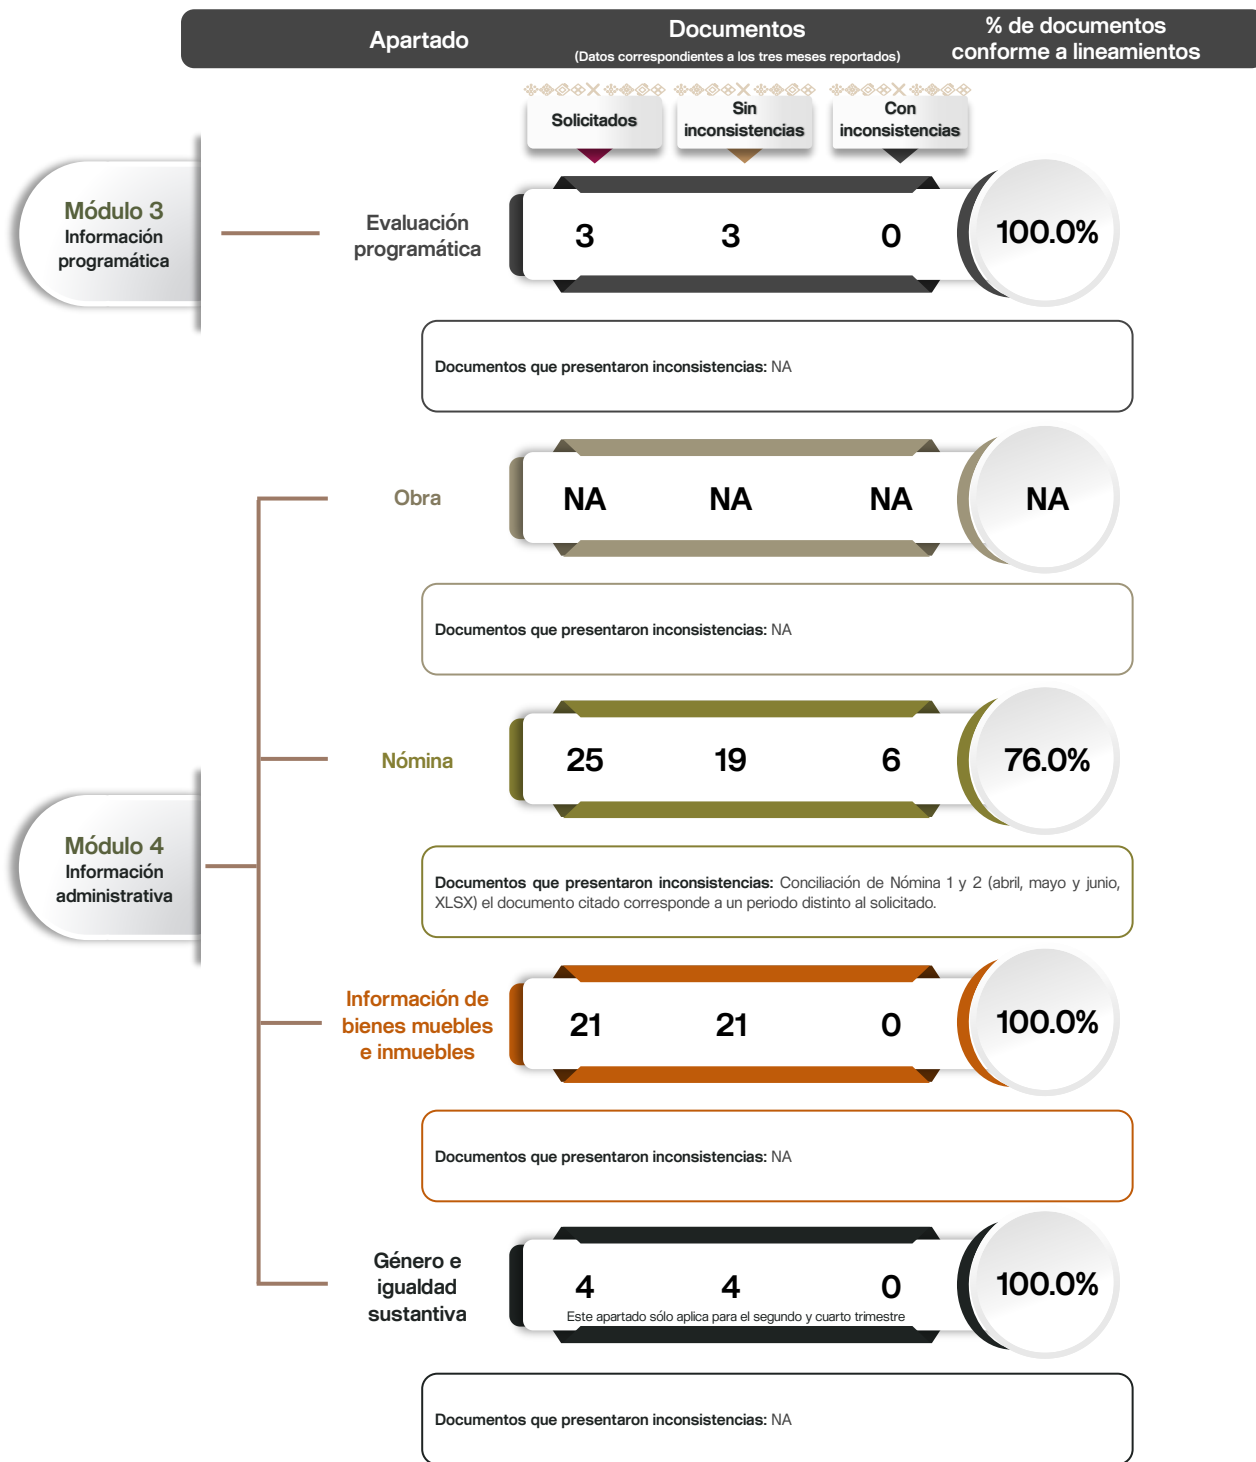 Apartado
Documentos
(Datos correspondientes a los tres meses reportados)
% de documentos
conforme a lineamientos
Solicitados
Sin
inconsistencias
Con
inconsistencias
Módulo 3
Información
programática
Evaluación
programática
3 3 0 100.0%
Documentos que presentaron inconsistencias: NA
Obra
NA NA NA NA
Documentos que presentaron inconsistencias: NA
Nómina
25 19 6 76.0%
Módulo 4
Información
administrativa
Documentos que presentaron inconsistencias: Conciliación de Nómina 1 y 2 (abril, mayo y junio,
XLSX) el documento citado corresponde a un periodo distinto al solicitado.
Información de
bienes muebles
e inmuebles
21 21 0 100.0%
Documentos que presentaron inconsistencias: NA
Género e
igualdad
sustantiva
4 4 0 100.0%
Este apartado sólo aplica para el segundo y cuarto trimestre
Documentos que presentaron inconsistencias: NA